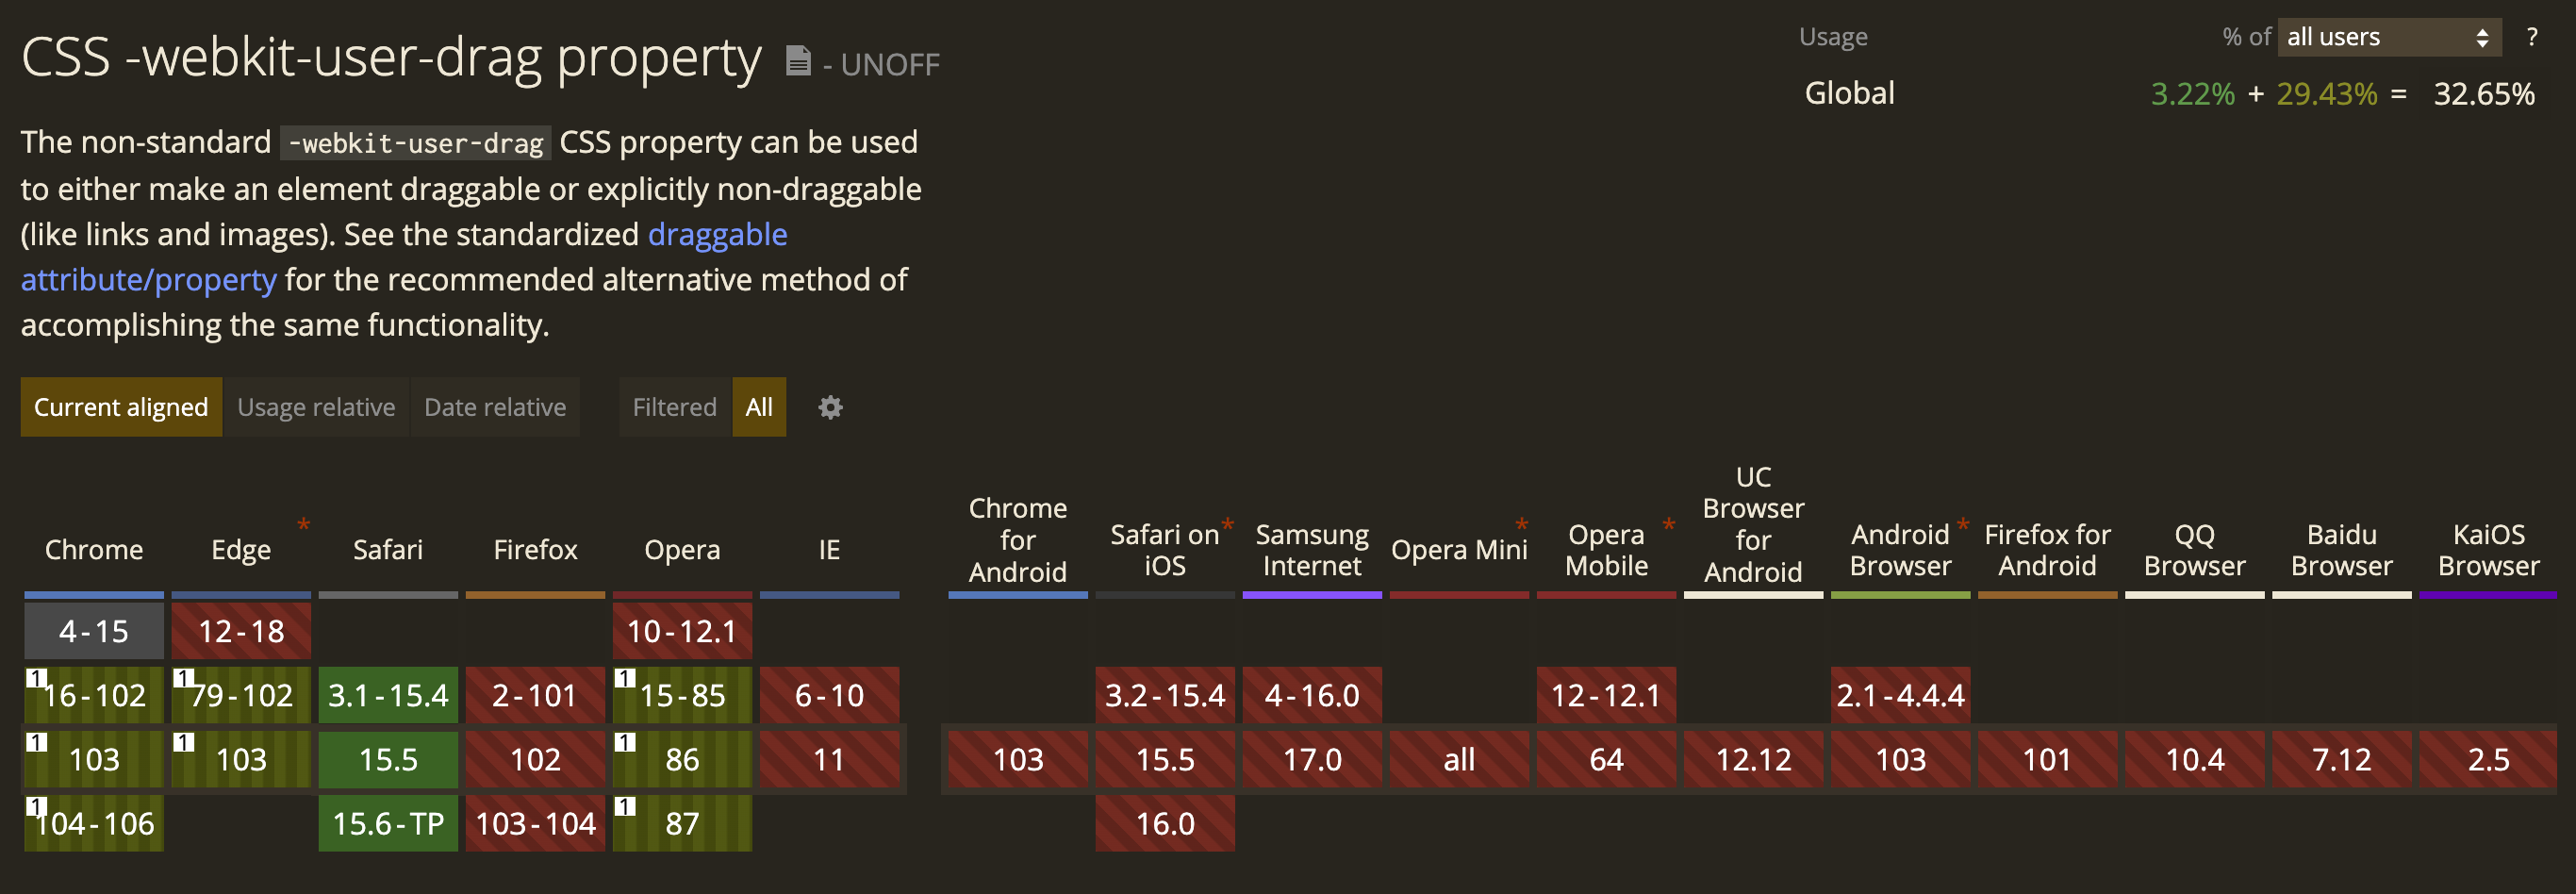 CSS -webkit-user-drag property - UNOFF
Usage % of all users ?
Global 3.22% + 29.43% = 32.65%
The non-standard -webkit-user-drag CSS property can be used
to either make an element draggable or explicitly non-draggable
(like links and images). See the standardized draggable
attribute/property for the recommended alternative method of
accomplishing the same functionality.
Current aligned Usage relative Date relative Filtered All
Chrome
Edge *
Safari
Firefox
Opera
IE
Chrome
for
Android
Safari on *
iOS
Samsung
Internet
Opera Mini *
Opera *
Mobile
UC
Browser
for
Android
Android *
Browser
Firefox for
Android
QQ
Browser
Baidu
Browser
KaiOS
Browser
4-15 12-18 10-12.1
1 16-102 1 79-102 3.1-15.4 2-101 1 15-85 6-10 3.2-15.4 4-16.0 12-12.1 2.1-4.4.4
1 103 1 103 15.5 102 1 86 11 103 15.5 17.0 all 64 12.12 103 101 10.4 7.12 2.5
1 104-106 15.6-TP 103-104 1 87 16.0